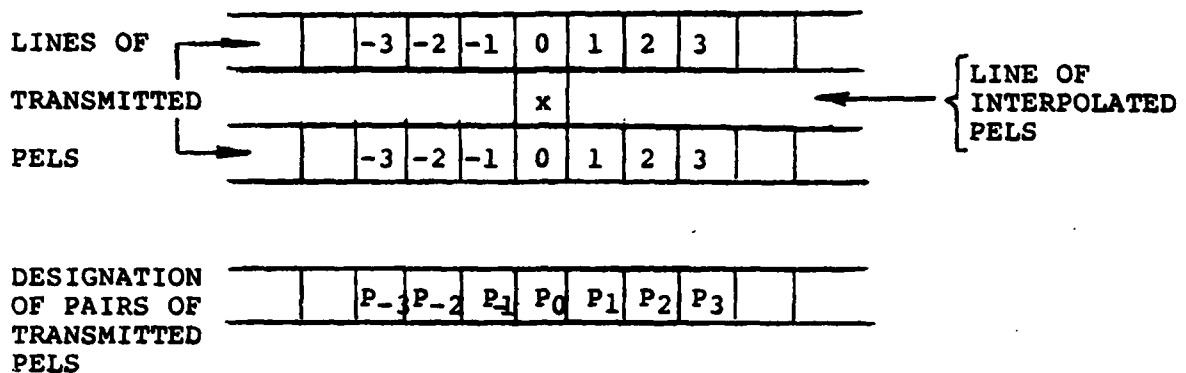 LINES OF
-3 -2 -1 0 1 2 3
TRANSMITTED
x
LINE OF
INTERPOLATED
PELS
PELS
-3 -2 -1 0 1 2 3
DESIGNATION
OF PAIRS OF
TRANSMITTED
PELS
P-3 P-2 P-1 P0 P1 P2 P3